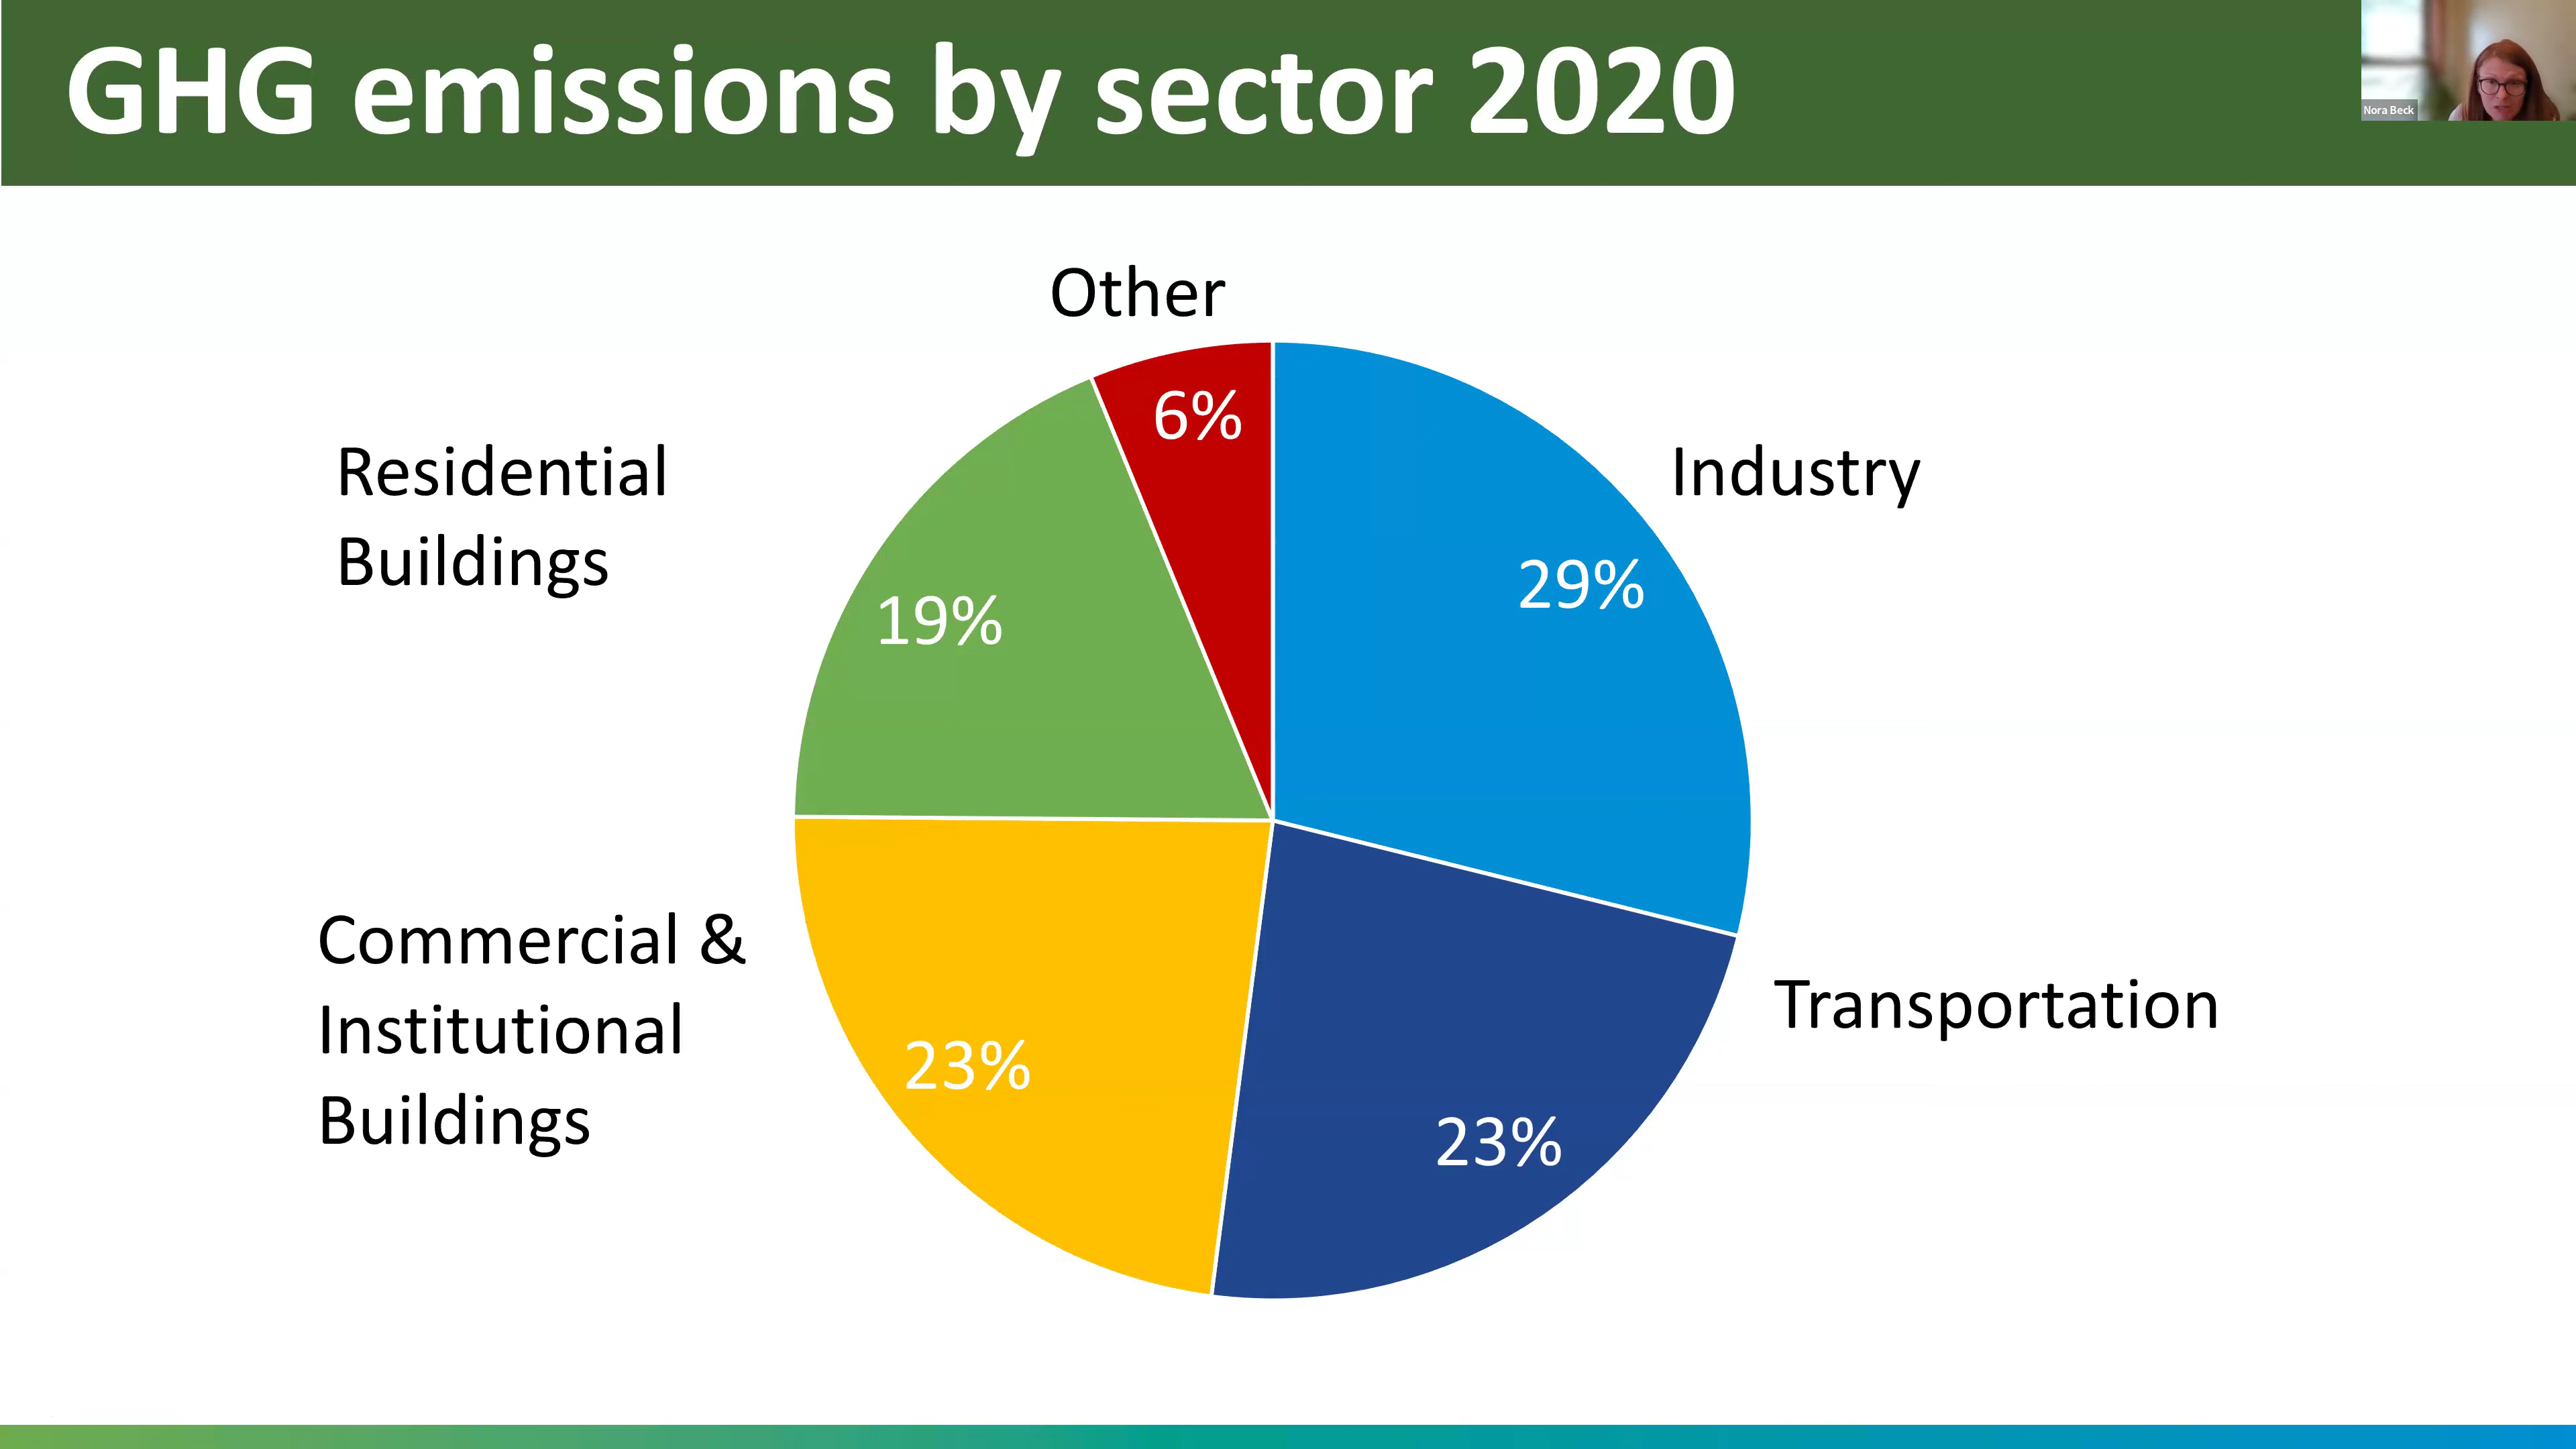 GHG emissions by sector 2020
Nora Beck
Other
6%
Residential
Buildings
Industry
29%
19%
Commercial &
Institutional
Buildings
Transportation
23%
23%